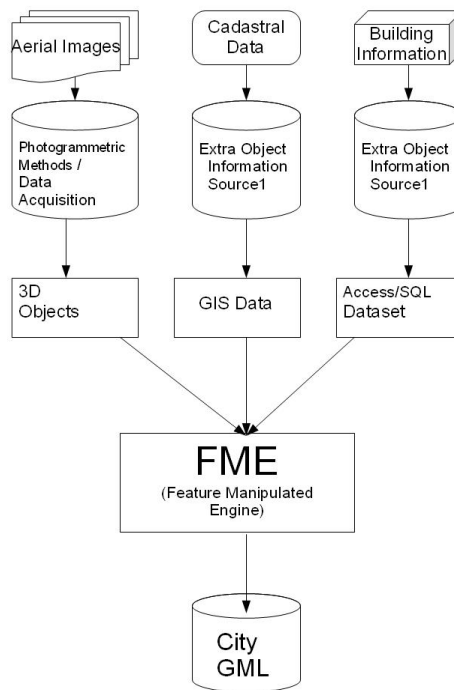 Aerial Images
Cadastral
Data
Building
Information
Photogrammetric
Methods /
Data
Acquisition
Extra Object
Information
Source1
Extra Object
Information
Source1
3D
Objects
GIS Data
Access/SQL
Dataset
FME
(Feature Manipulated
Engine)
City
GML